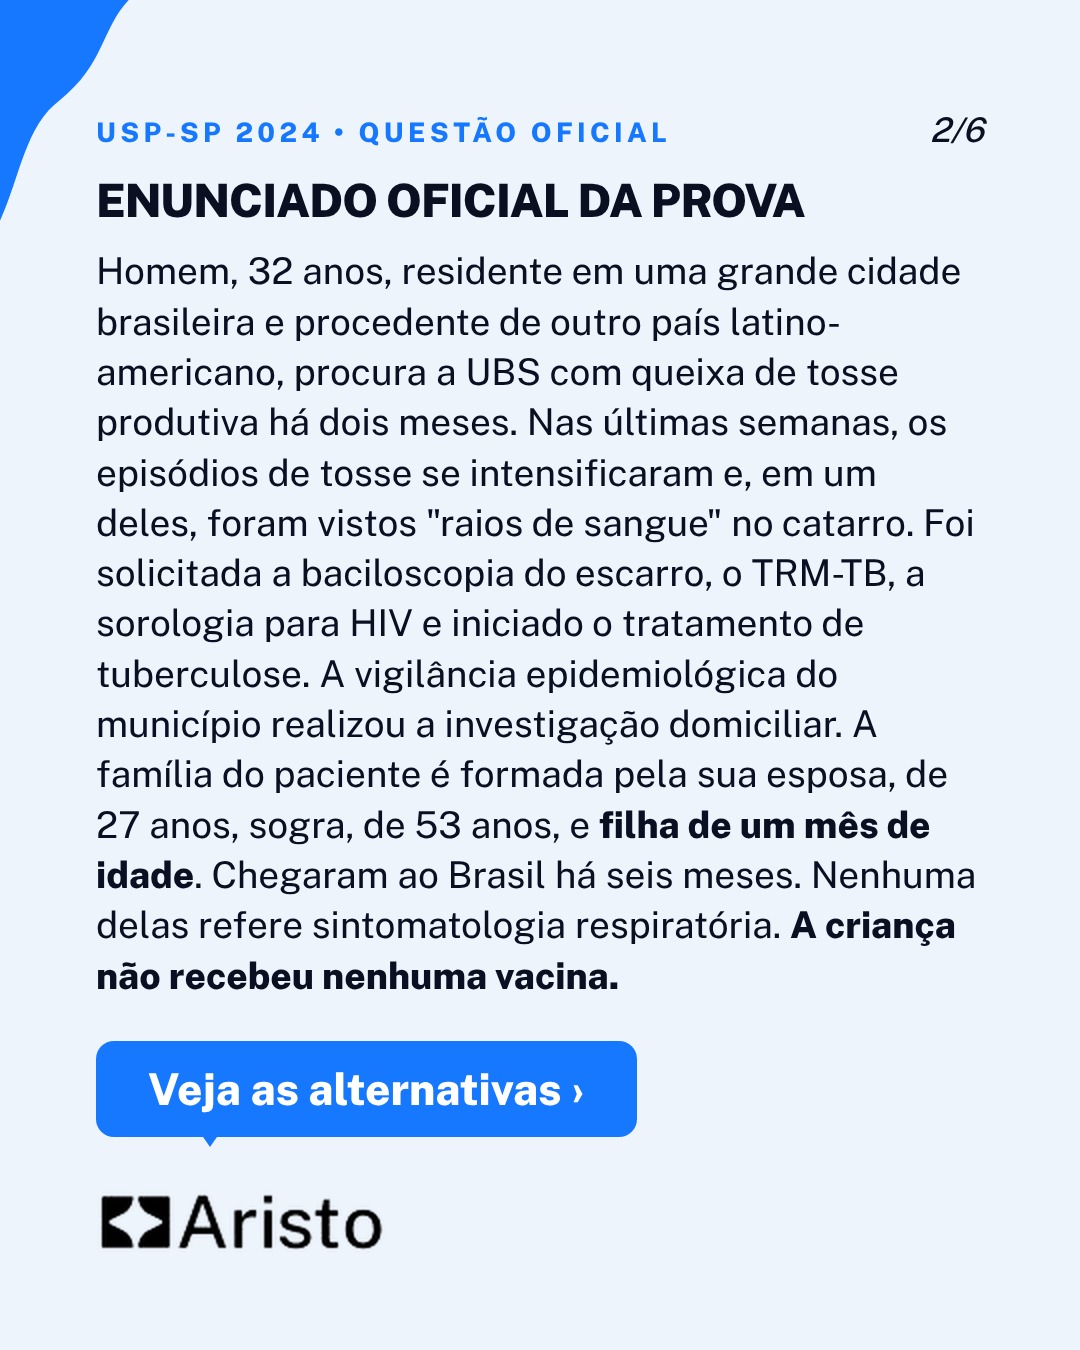 USP-SP 2024 • QUESTÃO OFICIAL
2/6
ENUNCIADO OFICIAL DA PROVA
Homem, 32 anos, residente em uma grande cidade
brasileira e procedente de outro país latino-
americano, procura a UBS com queixa de tosse
produtiva há dois meses. Nas últimas semanas, os
episódios de tosse se intensificaram e, em um
deles, foram vistos "raios de sangue" no catarro. Foi
solicitada a baciloscopia do escarro, o TRM-TB, a
sorologia para HIV e iniciado o tratamento de
tuberculose. A vigilância epidemiológica do
município realizou a investigação domiciliar. A
família do paciente é formada pela sua esposa, de
27 anos, sogra, de 53 anos, e filha de um mês de
idade. Chegaram ao Brasil há seis meses. Nenhuma
delas refere sintomatologia respiratória. A criança
não recebeu nenhuma vacina.
Veja as alternativas ›
Aristo